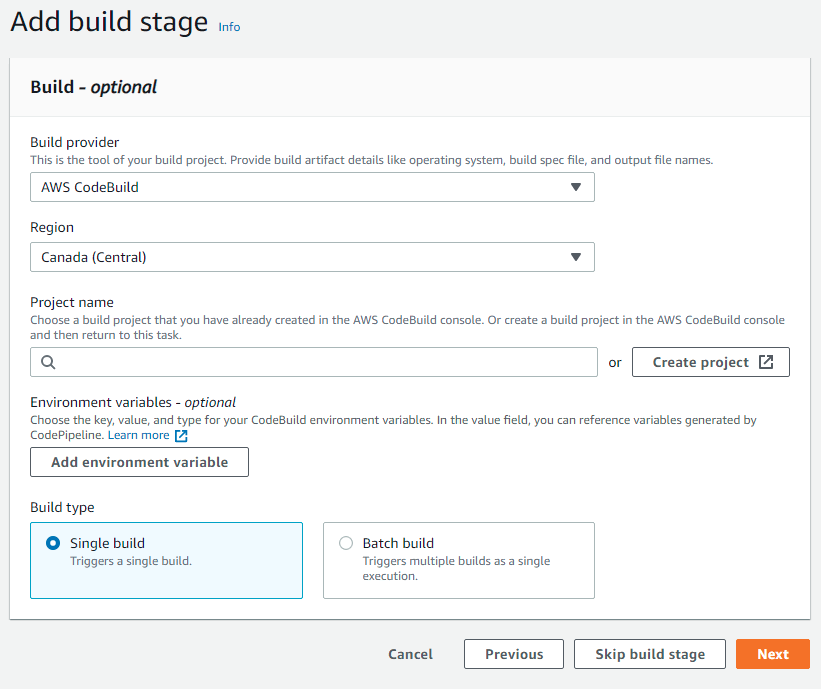 Add build stage Info
Build - optional
Build provider
This is the tool of your build project. Provide build artifact details like operating system, build spec file, and output file names.
AWS CodeBuild
Region
Canada (Central)
Project name
Choose a build project that you have already created in the AWS CodeBuild console. Or create a build project in the AWS CodeBuild console
and then return to this task.
or Create project
Environment variables - optional
Choose the key, value, and type for your CodeBuild environment variables. In the value field, you can reference variables generated by
CodePipeline. Learn more
Add environment variable
Build type
Single build
Triggers a single build.
Batch build
Triggers multiple builds as a single
execution.
Cancel Previous Skip build stage Next